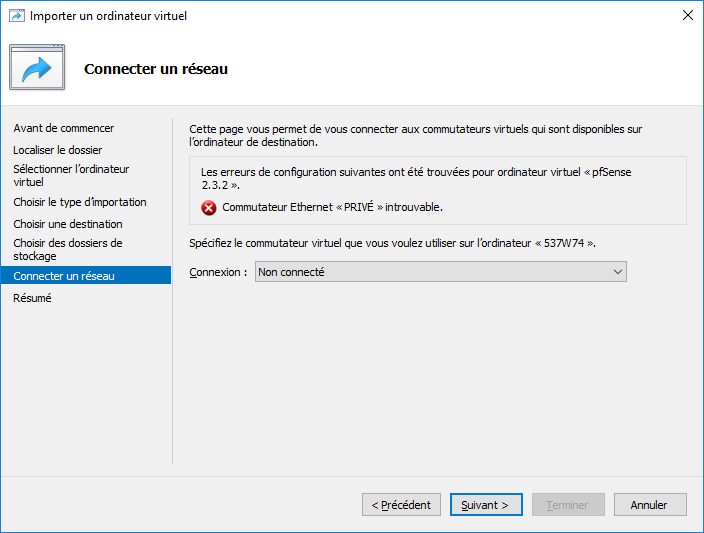 Importer un ordinateur virtuel
Connecter un réseau
Avant de commencer
Localiser le dossier
Sélectionner l'ordinateur
virtuel
Choisir le type d'importation
Choisir une destination
Choisir des dossiers de
stockage
Connecter un réseau
Résumé
Cette page vous permet de vous connecter aux commutateurs virtuels qui sont disponibles sur
l'ordinateur de destination.
Les erreurs de configuration suivantes ont été trouvées pour ordinateur virtuel « pfSense
2.3.2 ».
Commutateur Ethernet « PRIVÉ » introuvable.
Spécifiez le commutateur virtuel que vous voulez utiliser sur l'ordinateur « 537W74 ».
Connexion : Non connecté
< Précédent Suivant > Terminer Annuler